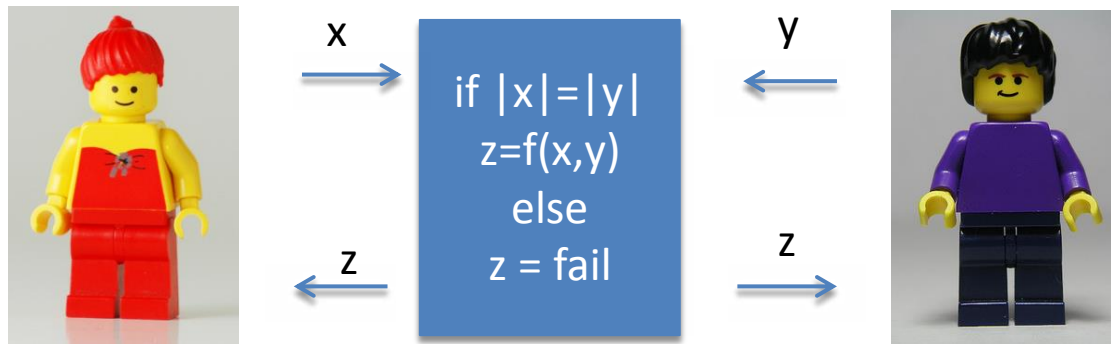 x
y
if |x|=|y|
z=f(x,y)
else
z = fail
z
z